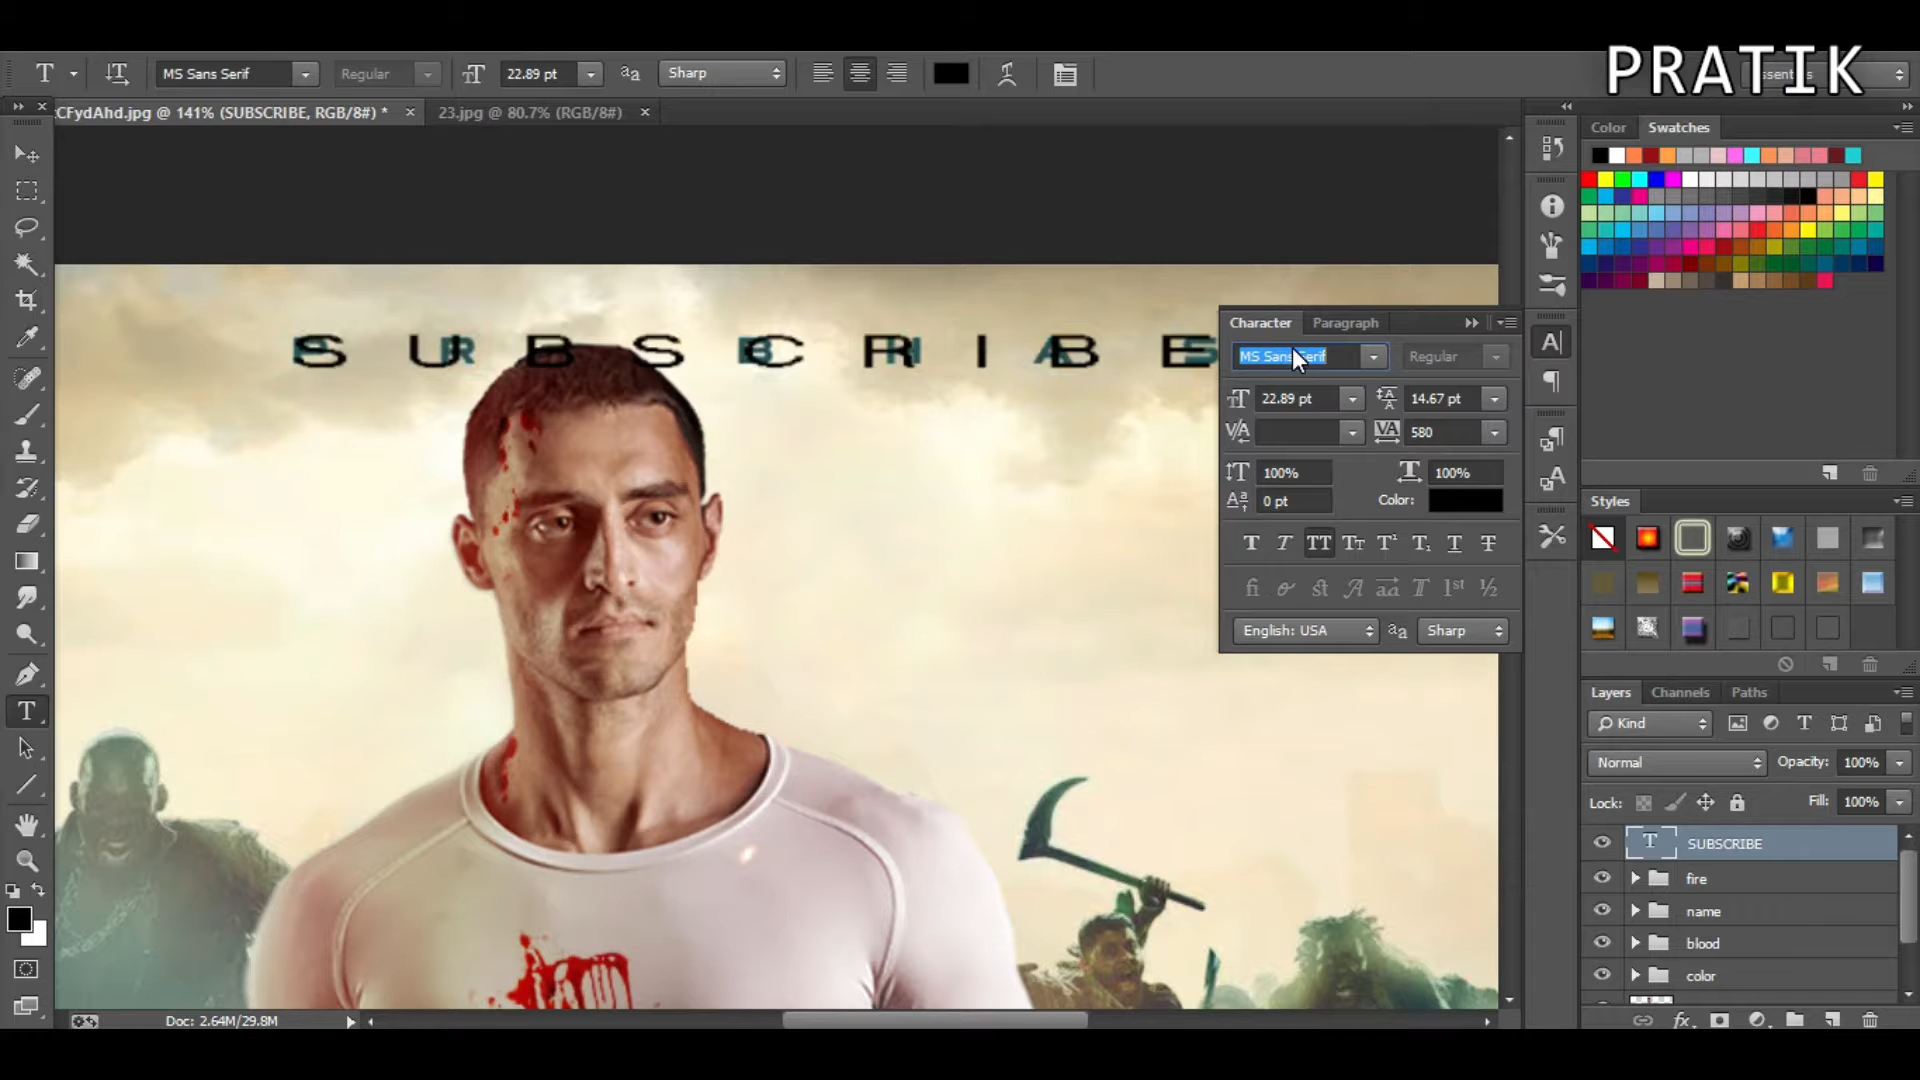 PRATIK
MS Sans Serif
Regular
22.89 pt
Sharp
CFydAhd.jpg @ 141% (SUBSCRIBE, RGB/8#) *
23.jpg @ 80.7% (RGB/8#)
Color
Swatches
SUBSCRIBE
Character
Paragraph
MS Sans Serif
Regular
22.89 pt
14.67 pt
580
100%
100%
0 pt
Color:
English: USA
Sharp
Styles
Layers
Channels
Paths
Kind
Normal
Opacity:
100%
Lock:
Fill:
100%
SUBSCRIBE
fire
name
blood
color
Doc: 2.64M/29.8M